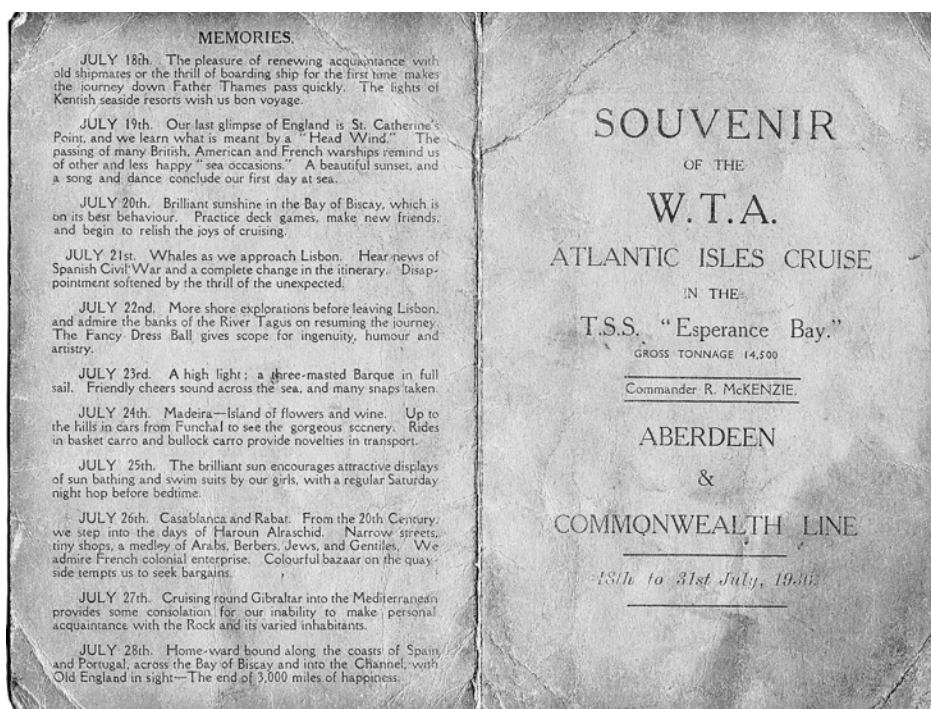 MEMORIES.
JULY 18th. The pleasure of renewing acquaintance with
old shipmates or the thrill of boarding ship for the first time makes
the journey down Father Thames pass quickly. The lights of
Kentish seaside resorts wish us bon voyage.
JULY 19th. Our last glimpse of England is St. Catherine's
Point, and we learn what is meant by a "Head Wind." The
passing of many British, American and French warships remind us
of other and less happy "sea occasions." A beautiful sunset, and
a song and dance conclude our first day at sea.
JULY 20th. Brilliant sunshine in the Bay of Biscay, which is
on its best behaviour. Practice deck games, make new friends,
and begin to relish the joys of cruising.
JULY 21st. Whales as we approach Lisbon. Hear news of
Spanish Civil War and a complete change in the itinerary. Disap-
pointment softened by the thrill of the unexpected.
JULY 22nd. More shore explorations before leaving Lisbon,
and admire the banks of the River Tagus on resuming the journey.
The Fancy Dress Ball gives scope for ingenuity, humour and
artistry.
JULY 23rd. A high light; a three-masted Barque in full
sail. Friendly cheers sound across the sea, and many snaps taken.
JULY 24th. Madeira—Island of flowers and wine. Up to
the hills in cars from Funchal to see the gorgeous scenery. Rides
in basket carro and bullock carro provide novelties in transport.
JULY 25th. The brilliant sun encourages attractive displays
of sun bathing and swim suits by our girls, with a regular Saturday
night hop before bedtime.
JULY 26th. Casablanca and Rabat. From the 20th Century,
we step into the days of Haroun Alraschid. Narrow streets,
tiny shops, a medley of Arabs, Berbers, Jews, and Gentiles. We
admire French colonial enterprise. Colourful bazaar on the quay-
side tempts us to seek bargains.
JULY 27th. Cruising round Gibraltar into the Mediterranean
provides some consolation for our inability to make personal
acquaintance with the Rock and its varied inhabitants.
JULY 28th. Home-ward bound along the coasts of Spain
and Portugal, across the Bay of Biscay and into the Channel, with
Old England in sight—The end of 3,000 miles of happiness.
SOUVENIR
OF THE
W.T.A.
ATLANTIC ISLES CRUISE
IN THE
T.S.S. "Esperance Bay."
GROSS TONNAGE 14,500
Commander R. McKENZIE.
ABERDEEN
&
COMMONWEALTH LINE
18th to 31st July, 1936.